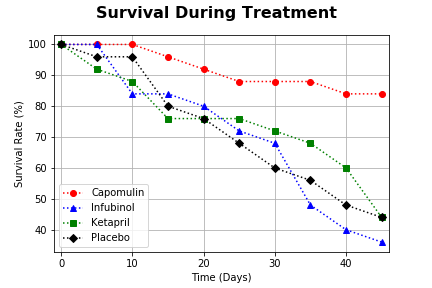 Survival During Treatment
100
90
80
70
60
50
40
Survival Rate (%)
Capomulin
Infubinol
Ketapril
Placebo
0
10
20
30
40
Time (Days)